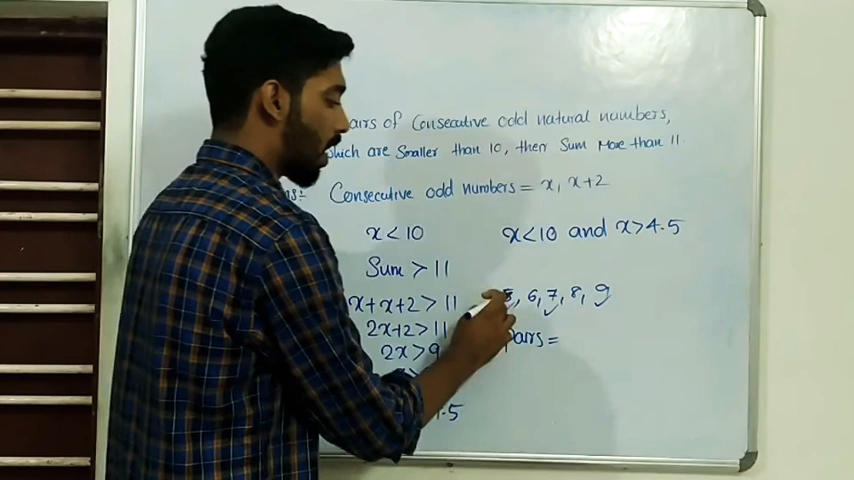 airs of Consecutive odd natural numbers,
which are Smaller than 10, then Sum More than 11
ns:- Consecutive odd numbers = x, x+2
x<10
x<10 and x>4.5
Sum > 11
x+x+2>11
5, 6, 7, 8, 9
2x+2>11
Pairs =
2x>9
.5